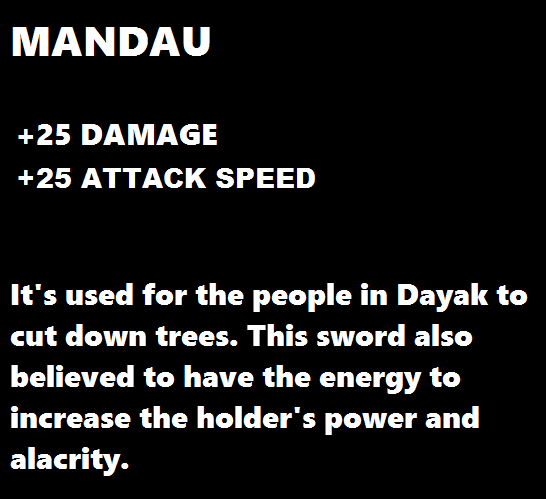 MANDAU
+25 DAMAGE
+25 ATTACK SPEED
It's used for the people in Dayak to
cut down trees. This sword also
believed to have the energy to
increase the holder's power and
alacrity.